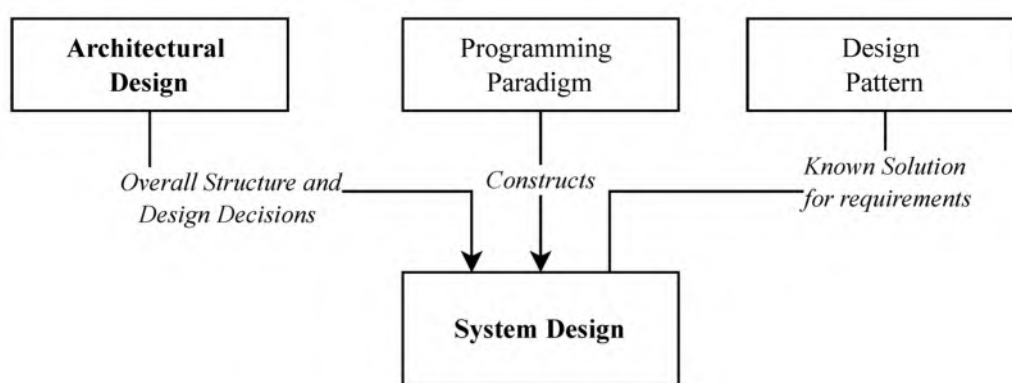 Architectural
Design
Programming
Paradigm
Design
Pattern
Overall Structure and
Design Decisions
Constructs
Known Solution
for requirements
System Design